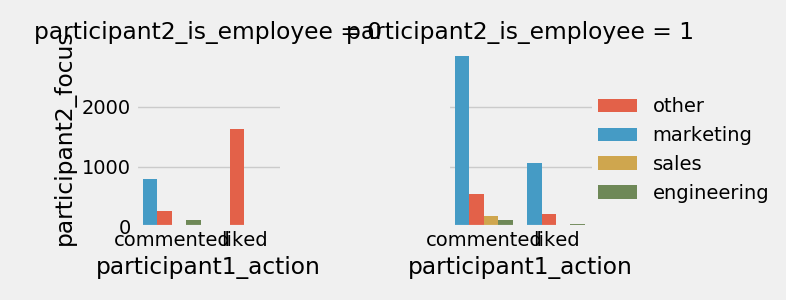 participant2_is_employee = 0
participant2_is_employee = 1
participant2_focus
2000
1000
0
commented
liked
participant1_action
commented
liked
participant1_action
other
marketing
sales
engineering